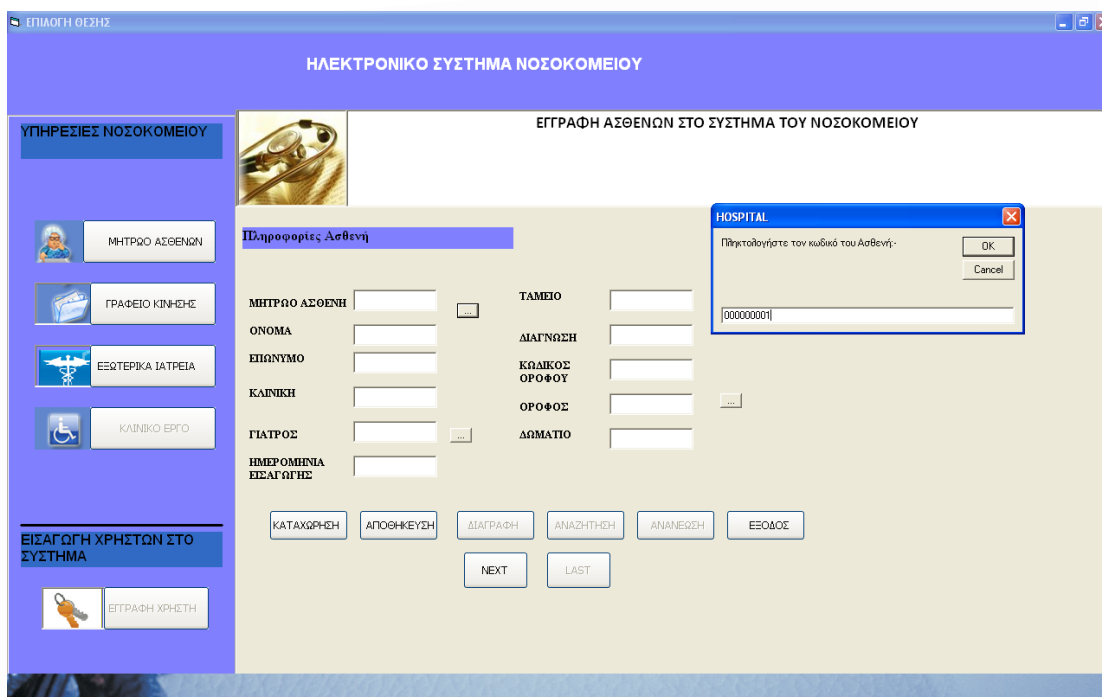 ΕΠΙΛΟΓΗ ΘΕΣΗΣ
ΗΛΕΚΤΡΟΝΙΚΟ ΣΥΣΤΗΜΑ ΝΟΣΟΚΟΜΕΙΟΥ
ΥΠΗΡΕΣΙΕΣ ΝΟΣΟΚΟΜΕΙΟΥ
ΜΗΤΡΩΟ ΑΣΘΕΝΩΝ
ΓΡΑΦΕΙΟ ΚΙΝΗΣΗΣ
ΕΞΩΤΕΡΙΚΑ ΙΑΤΡΕΙΑ
ΚΛΙΝΙΚΟ ΕΡΓΟ
ΕΙΣΑΓΩΓΗ ΧΡΗΣΤΩΝ ΣΤΟ
ΣΥΣΤΗΜΑ
ΕΓΓΡΑΦΗ ΧΡΗΣΤΗ
ΕΓΓΡΑΦΗ ΑΣΘΕΝΩΝ ΣΤΟ ΣΥΣΤΗΜΑ ΤΟΥ ΝΟΣΟΚΟΜΕΙΟΥ
Πληροφορίες Ασθενή
ΜΗΤΡΩΟ ΑΣΘΕΝΗ
...
ΟΝΟΜΑ
ΕΠΩΝΥΜΟ
ΚΛΙΝΙΚΗ
ΓΙΑΤΡΟΣ
...
ΗΜΕΡΟΜΗΝΙΑ
ΕΙΣΑΓΩΓΗΣ
ΤΑΜΕΙΟ
ΔΙΑΓΝΩΣΗ
ΚΩΔΙΚΟΣ
ΟΡΟΦΟΥ
ΟΡΟΦΟΣ
...
ΔΩΜΑΤΙΟ
HOSPITAL
Πληκτολογήστε τον κωδικό του Ασθενή:-
OK
Cancel
000000001
ΚΑΤΑΧΩΡΗΣΗ
ΑΠΟΘΗΚΕΥΣΗ
ΔΙΑΓΡΑΦΗ
ΑΝΑΖΗΤΗΣΗ
ΑΝΑΝΕΩΣΗ
ΕΞΟΔΟΣ
NEXT
LAST